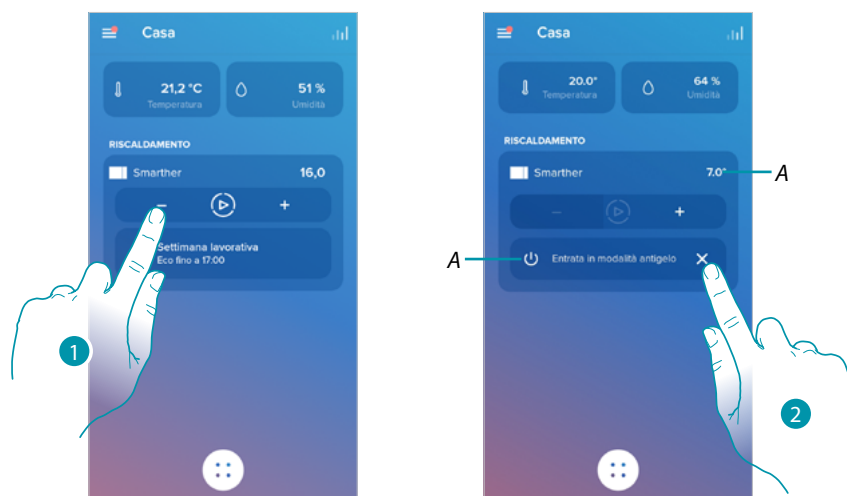 Casa
21,2 °C
Temperatura
51 %
Umidità
RISCALDAMENTO
Smarther
16,0
Settimana lavorativa
Eco fino a 17:00
1
Casa
20.0°
Temperatura
64 %
Umidità
RISCALDAMENTO
Smarther
7.0°
A
A
Entrata in modalità antigelo
2